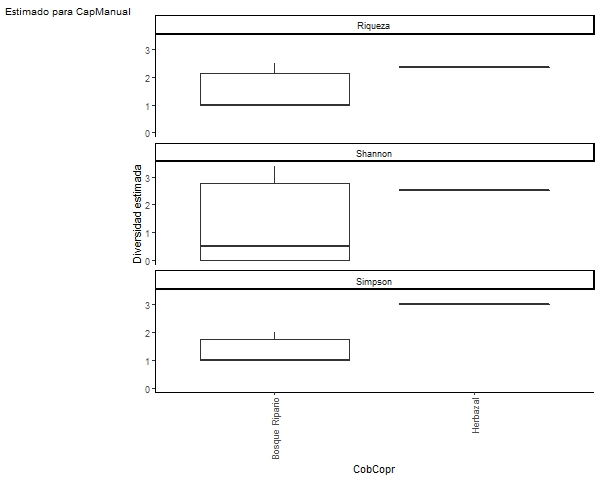 Estimado para CapManual
Riqueza
3
2
1
0
Shannon
3
2
1
0
Simpson
3
2
1
0
Diversidad estimada
Bosque Ripario
Herbazal
CobCopr